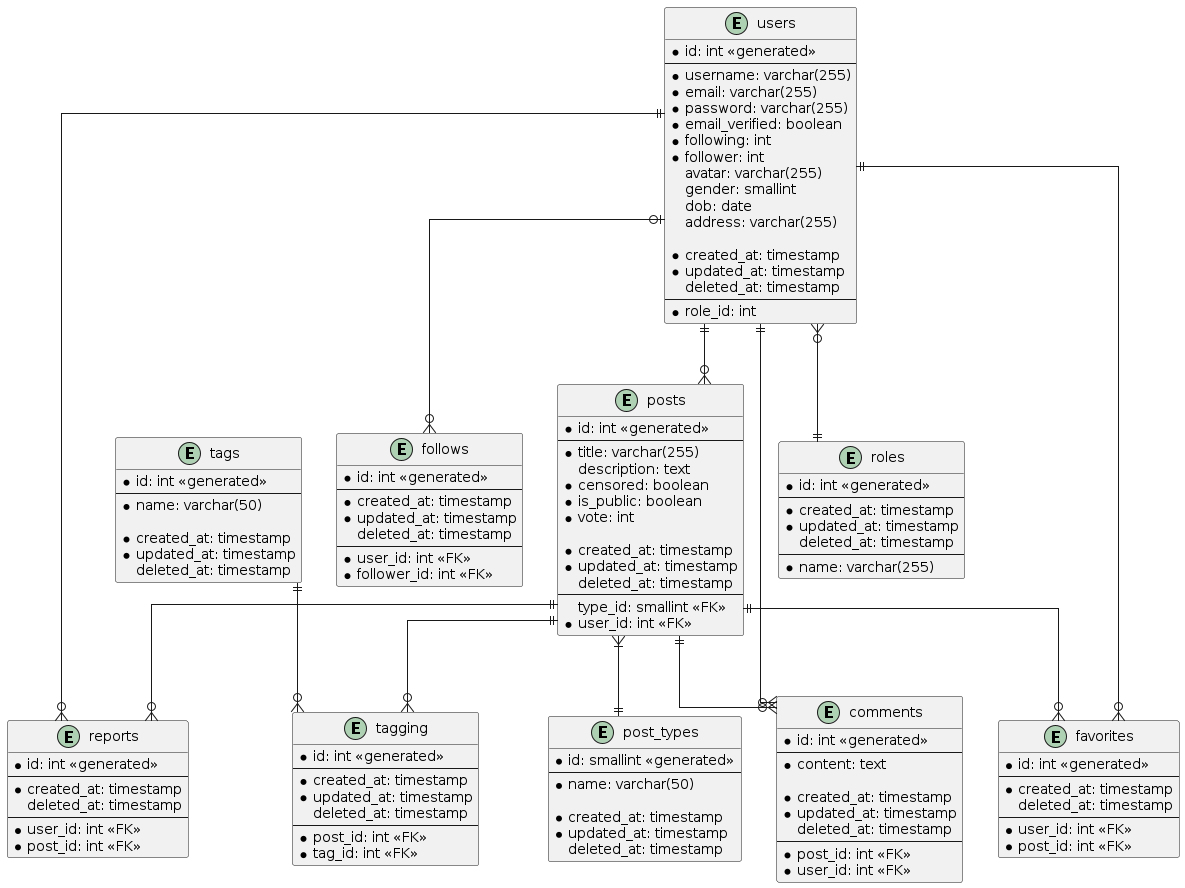 E users
id: int «generated»
username: varchar(255)
email: varchar(255)
password: varchar(255)
email_verified: boolean
following: int
follower: int
avatar: varchar(255)
gender: smallint
dob: date
address: varchar(255)
created_at: timestamp
updated_at: timestamp
deleted_at: timestamp
role_id: int
E posts
id: int «generated»
title: varchar(255)
description: text
censored: boolean
is_public: boolean
vote: int
created_at: timestamp
updated_at: timestamp
deleted_at: timestamp
type_id: smallint «FK»
user_id: int «FK»
E tags
id: int «generated»
name: varchar(50)
created_at: timestamp
updated_at: timestamp
deleted_at: timestamp
E follows
id: int «generated»
created_at: timestamp
updated_at: timestamp
deleted_at: timestamp
user_id: int «FK»
follower_id: int «FK»
E roles
id: int «generated»
created_at: timestamp
updated_at: timestamp
deleted_at: timestamp
name: varchar(255)
E reports
id: int «generated»
created_at: timestamp
deleted_at: timestamp
user_id: int «FK»
post_id: int «FK»
E tagging
id: int «generated»
created_at: timestamp
updated_at: timestamp
deleted_at: timestamp
post_id: int «FK»
tag_id: int «FK»
E post_types
id: smallint «generated»
name: varchar(50)
created_at: timestamp
updated_at: timestamp
deleted_at: timestamp
E comments
id: int «generated»
content: text
created_at: timestamp
updated_at: timestamp
deleted_at: timestamp
post_id: int «FK»
user_id: int «FK»
E favorites
id: int «generated»
created_at: timestamp
deleted_at: timestamp
user_id: int «FK»
post_id: int «FK»